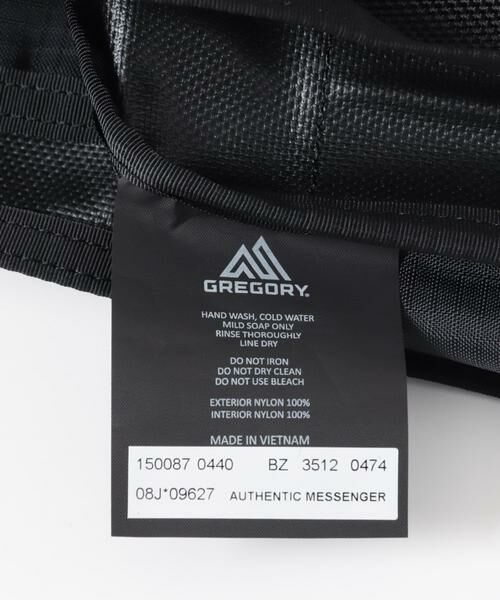 GREGORY.
HAND WASH, COLD WATER
MILD SOAP ONLY
RINSE THOROUGHLY
LINE DRY
DO NOT IRON
DO NOT DRY CLEAN
DO NOT USE BLEACH
EXTERIOR NYLON 100%
INTERIOR NYLON 100%
MADE IN VIETNAM
150087 0440 BZ 3512 0474
08J*09627 AUTHENTIC MESSENGER